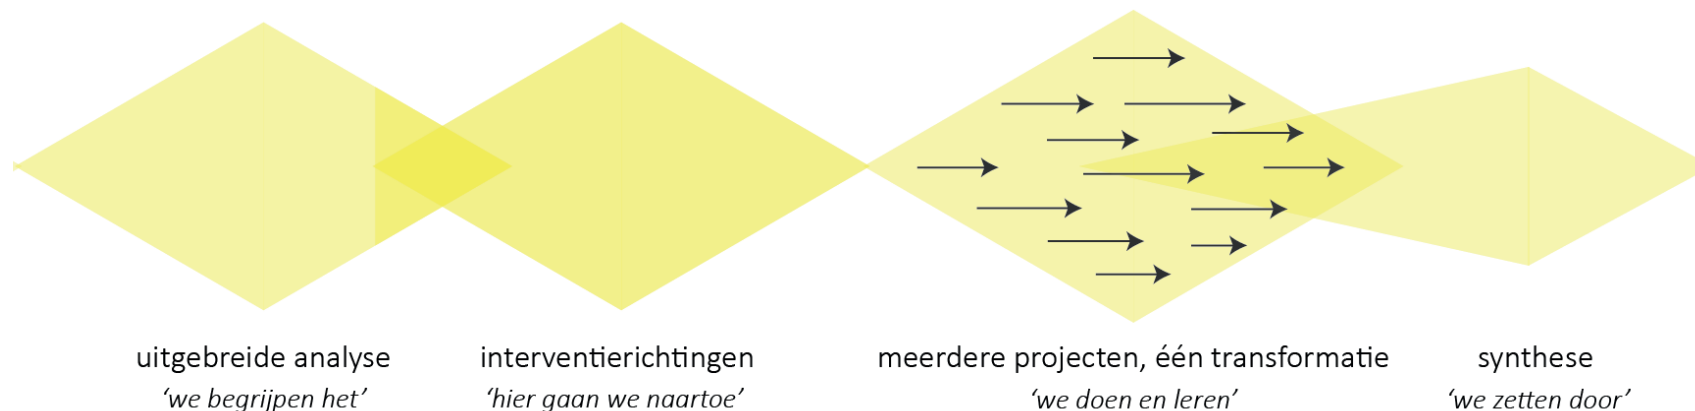 uitgebreide analyse
'we begrijpen het'
interventierichtingen
'hier gaan we naartoe'
meerdere projecten, één transformatie
'we doen en leren'
synthese
'we zetten door'